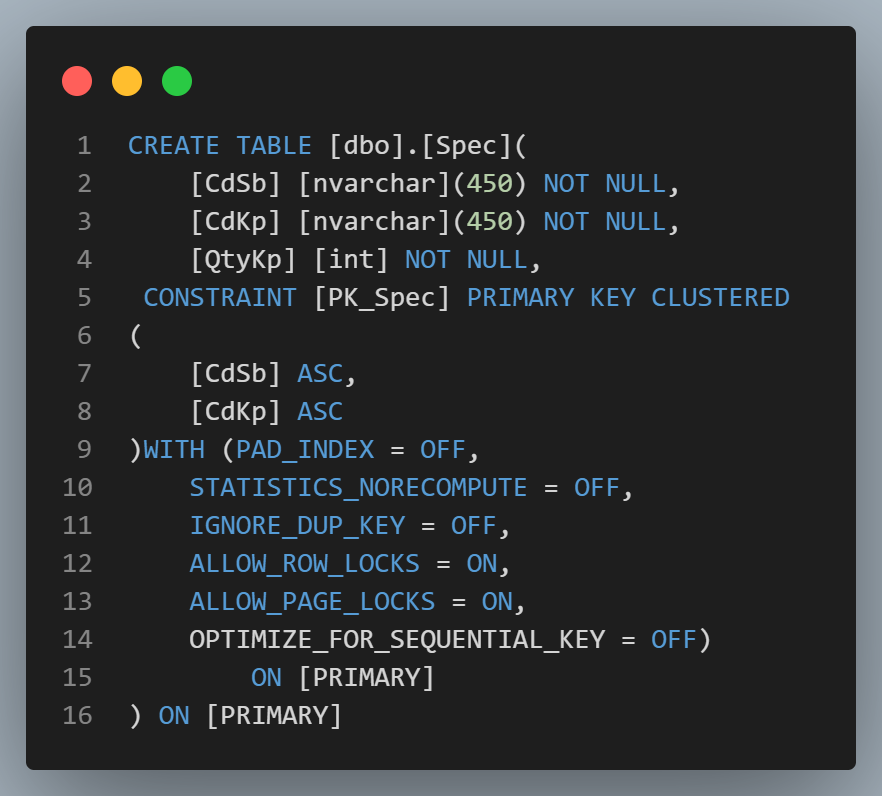 1 CREATE TABLE [dbo].[Spec](
2     [CdSb] [nvarchar](450) NOT NULL,
3     [CdKp] [nvarchar](450) NOT NULL,
4     [QtyKp] [int] NOT NULL,
5  CONSTRAINT [PK_Spec] PRIMARY KEY CLUSTERED
6 (
7     [CdSb] ASC,
8     [CdKp] ASC
9 )WITH (PAD_INDEX = OFF,
10     STATISTICS_NORECOMPUTE = OFF,
11     IGNORE_DUP_KEY = OFF,
12     ALLOW_ROW_LOCKS = ON,
13     ALLOW_PAGE_LOCKS = ON,
14     OPTIMIZE_FOR_SEQUENTIAL_KEY = OFF)
15         ON [PRIMARY]
16 ) ON [PRIMARY]